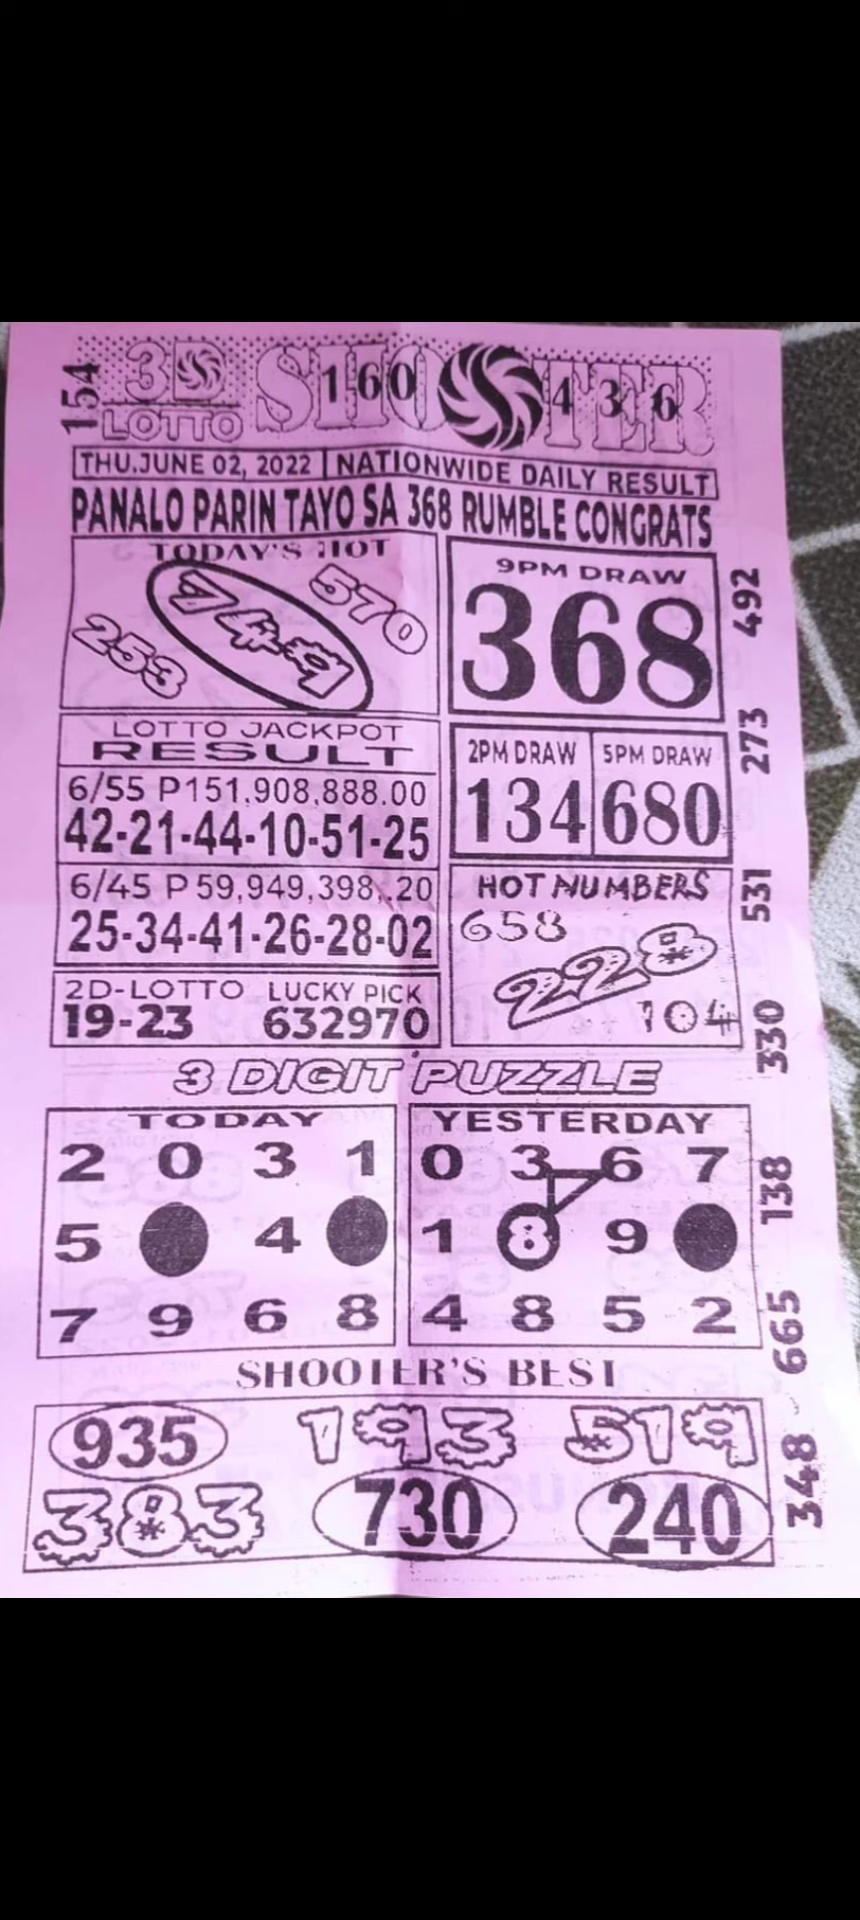 154
3D LOTTO SHOOTER
160 436
THU.JUNE 02, 2022 | NATIONWIDE DAILY RESULT
PANALO PARIN TAYO SA 368 RUMBLE CONGRATS
TODAY'S HOT
570
749
253
9PM DRAW
368
LOTTO JACKPOT
RESULT
6/55 P151,908,888.00
42-21-44-10-51-25
6/45 P 59,949,398,.20
25-34-41-26-28-02
2D-LOTTO LUCKY PICK
19-23 632970
2PM DRAW 5PM DRAW
134 680
HOT NUMBERS
658
228
104
492
273
531
330
138
665
348
3 DIGIT PUZZLE
TODAY
2 0 3 1
5 4
7 9 6 8
YESTERDAY
0 3 6 7
1 8 9
4 8 5 2
SHOOTER'S BEST
935 193 519
383 730 240